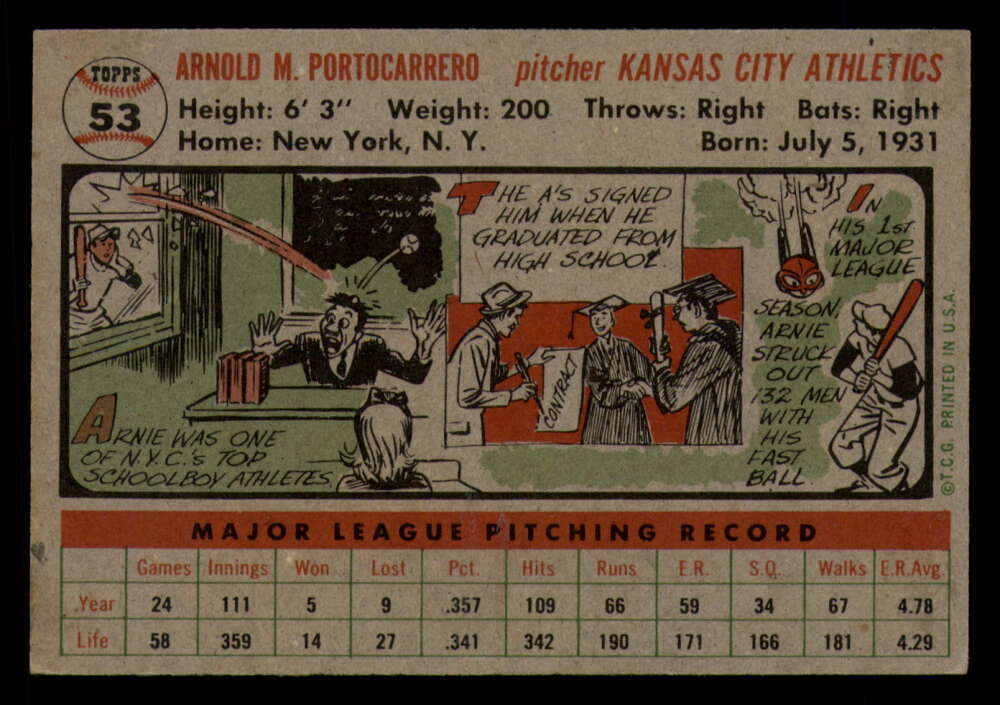 TOPPS
53
ARNOLD M. PORTOCARRERO pitcher KANSAS CITY ATHLETICS
Height: 6' 3" Weight: 200 Throws: Right Bats: Right
Home: New York, N. Y. Born: July 5, 1931
ARNIE WAS ONE
OF N.Y.C.'S TOP
SCHOOLBOY ATHLETES
THE A'S SIGNED
HIM WHEN HE
GRADUATED FROM
HIGH SCHOOL.
CONTRACT
IN
HIS 1ST
MAJOR
LEAGUE
SEASON,
ARNIE
STRUCK
OUT
132 MEN
WITH
HIS
FAST
BALL.
©T.C.G. PRINTED IN U.S.A.
MAJOR LEAGUE PITCHING RECORD
Games Innings Won Lost Pct. Hits Runs E.R. S.O. Walks E.R.Avg.
Year 24 111 5 9 .357 109 66 59 34 67 4.78
Life 58 359 14 27 .341 342 190 171 166 181 4.29